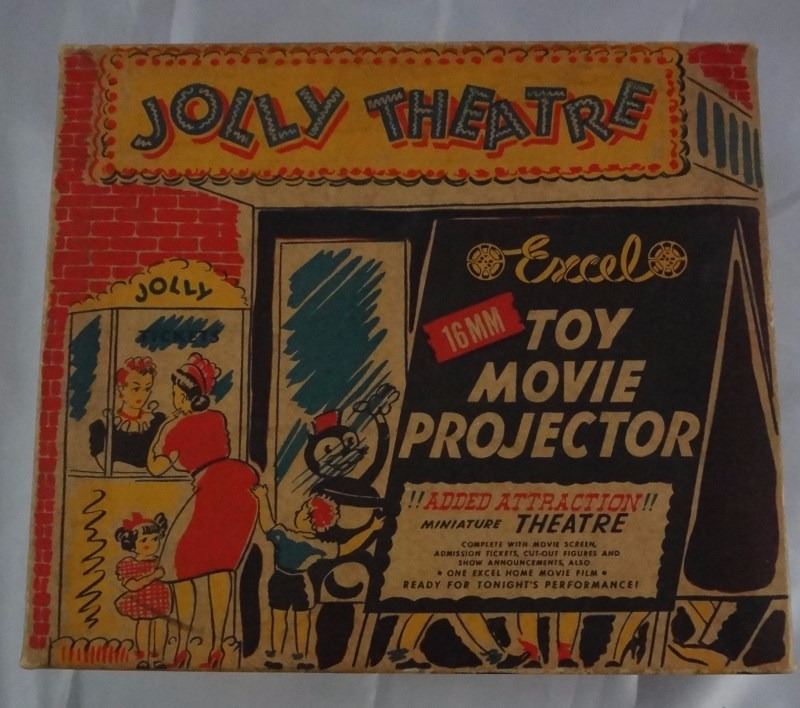 JOLLY THEATRE
JOLLY
TICKETS
Excel
16MM
TOY
MOVIE
PROJECTOR
!!ADDED ATTRACTION!!
MINIATURE THEATRE
COMPLETE WITH MOVIE SCREEN,
ADMISSION TICKETS, CUT-OUT FIGURES AND
SHOW ANNOUNCEMENTS, ALSO
• ONE EXCEL HOME MOVIE FILM •
READY FOR TONIGHT'S PERFORMANCE!